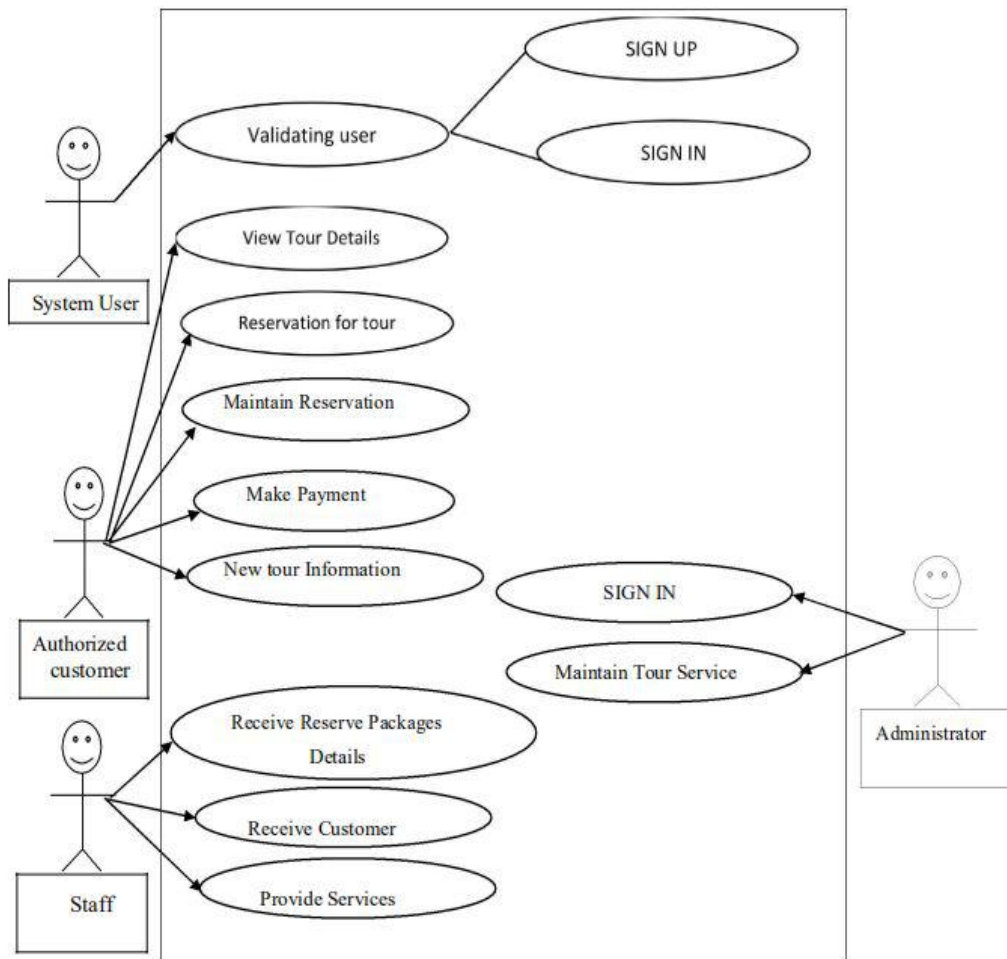 SIGN UP
Validating user
SIGN IN
View Tour Details
System User
Reservation for tour
Maintain Reservation
Make Payment
New tour Information
SIGN IN
Authorized
customer
Maintain Tour Service
Receive Reserve Packages
Details
Administrator
Receive Customer
Staff
Provide Services